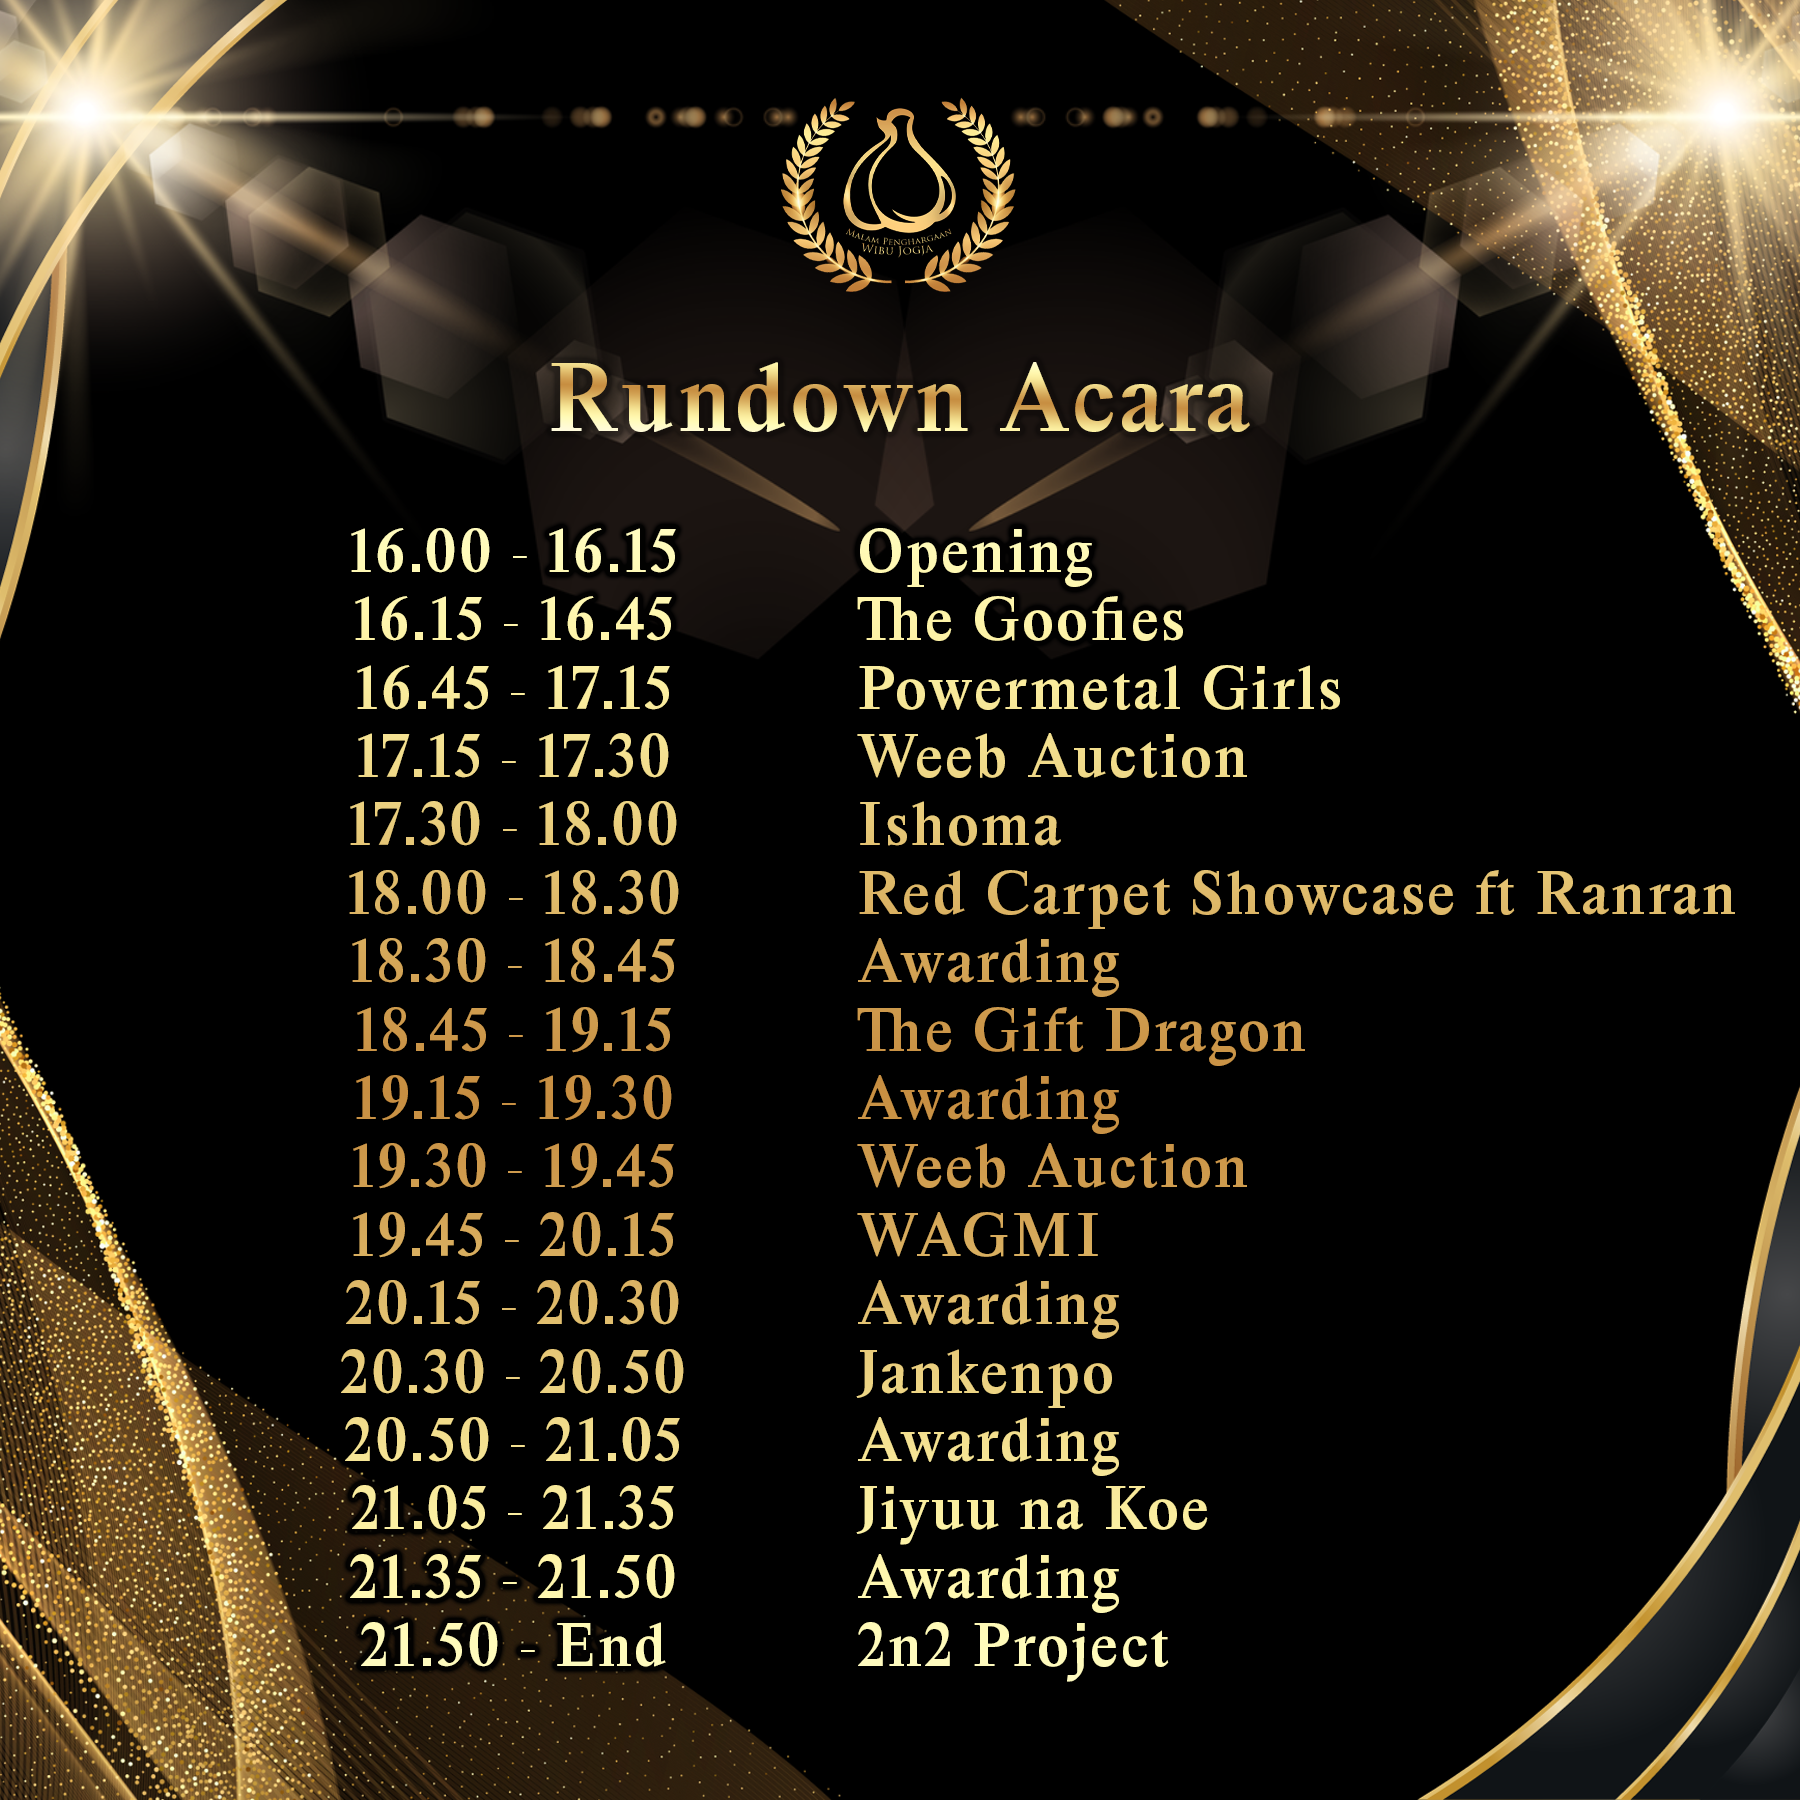 Malam Penghargaan
Wibu Jogja
Rundown Acara
16.00 - 16.15 Opening
16.15 - 16.45 The Goofies
16.45 - 17.15 Powermetal Girls
17.15 - 17.30 Weeb Auction
17.30 - 18.00 Ishoma
18.00 - 18.30 Red Carpet Showcase ft Ranran
18.30 - 18.45 Awarding
18.45 - 19.15 The Gift Dragon
19.15 - 19.30 Awarding
19.30 - 19.45 Weeb Auction
19.45 - 20.15 WAGMI
20.15 - 20.30 Awarding
20.30 - 20.50 Jankenpo
20.50 - 21.05 Awarding
21.05 - 21.35 Jiyuu na Koe
21.35 - 21.50 Awarding
21.50 - End 2n2 Project